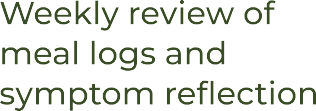 Weekly review of
meal logs and
symptom reflection